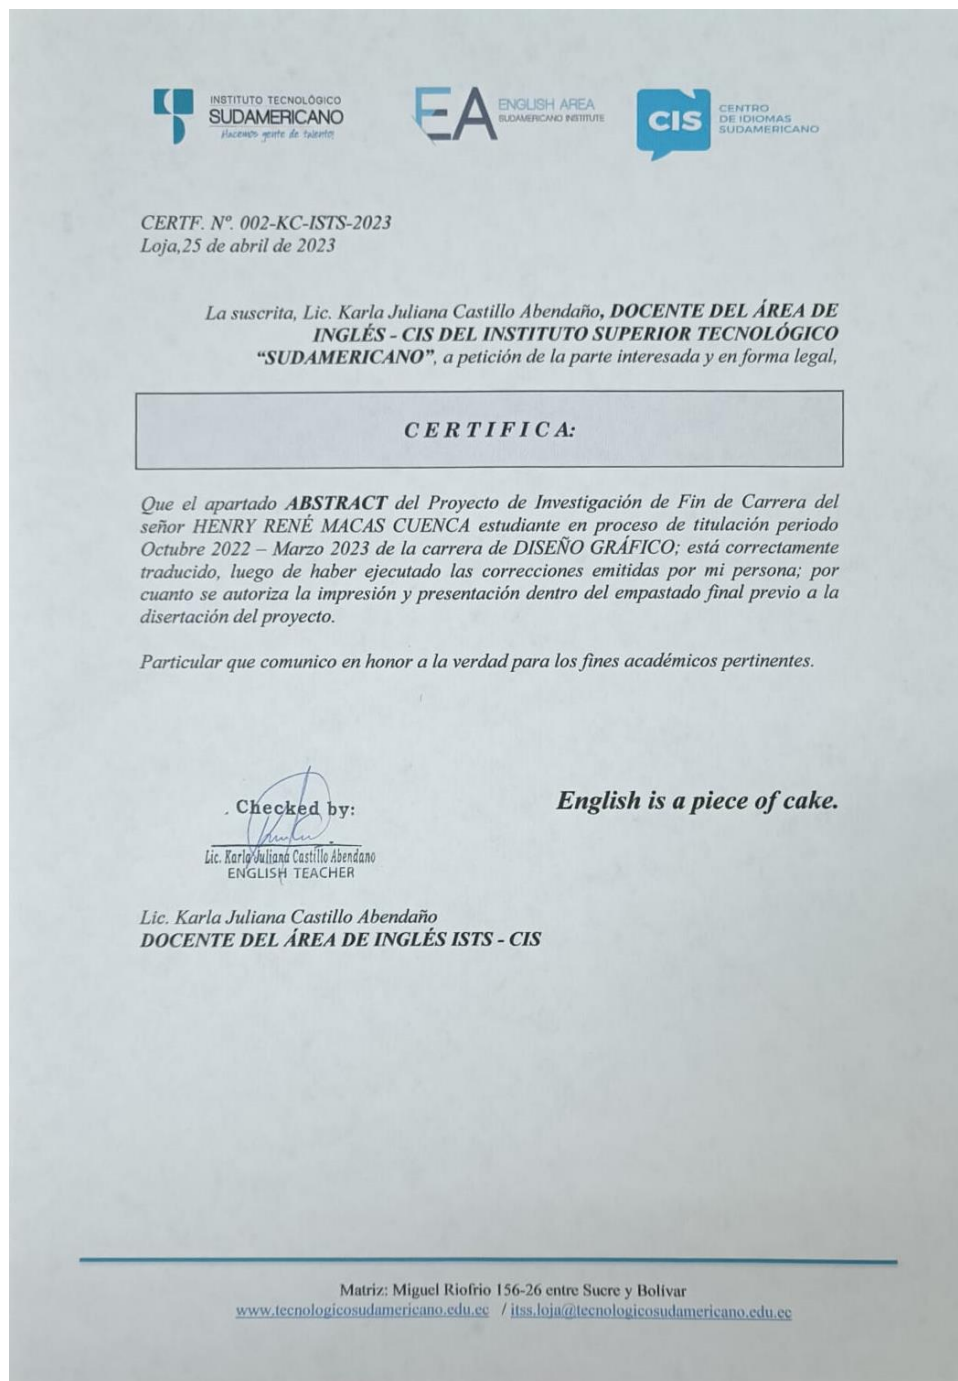 INSTITUTO TECNOLÓGICO
SUDAMERICANO
Hacemos gente de talento!
EA
ENGLISH AREA
SUDAMERICANO INSTITUTE
CIS
CENTRO
DE IDIOMAS
SUDAMERICANO
CERTF. Nº. 002-KC-ISTS-2023
Loja,25 de abril de 2023
La suscrita, Lic. Karla Juliana Castillo Abendaño, DOCENTE DEL ÁREA DE
INGLÉS - CIS DEL INSTITUTO SUPERIOR TECNOLÓGICO
“SUDAMERICANO”, a petición de la parte interesada y en forma legal,
C E R T I F I C A:
Que el apartado ABSTRACT del Proyecto de Investigación de Fin de Carrera del
señor HENRY RENÉ MACAS CUENCA estudiante en proceso de titulación periodo
Octubre 2022 – Marzo 2023 de la carrera de DISEÑO GRÁFICO; está correctamente
traducido, luego de haber ejecutado las correcciones emitidas por mi persona; por
cuanto se autoriza la impresión y presentación dentro del empastado final previo a la
disertación del proyecto.
Particular que comunico en honor a la verdad para los fines académicos pertinentes.
English is a piece of cake.
Checked by:
Lic. Karla Juliana Castillo Abendano
ENGLISH TEACHER
Lic. Karla Juliana Castillo Abendaño
DOCENTE DEL ÁREA DE INGLÉS ISTS - CIS
Matriz: Miguel Riofrio 156-26 entre Sucre y Bolívar
www.tecnologicosudamericano.edu.ec / itss.loja@tecnologicosudamericano.edu.ec